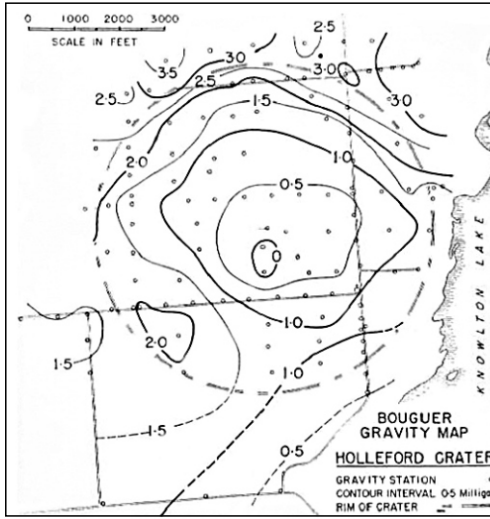 0 1000 2000 3000
SCALE IN FEET
2.5
3.5
3.0
2.5
2.5
3.0
3.0
1.5
2.0
1.0
0.5
0
1.0
2.0
1.5
1.0
1.5
0.5
KNOWLTON LAKE
BOUGUER
GRAVITY MAP
HOLLEFORD CRATER
GRAVITY STATION
CONTOUR INTERVAL 0.5 Millig
RIM OF CRATER